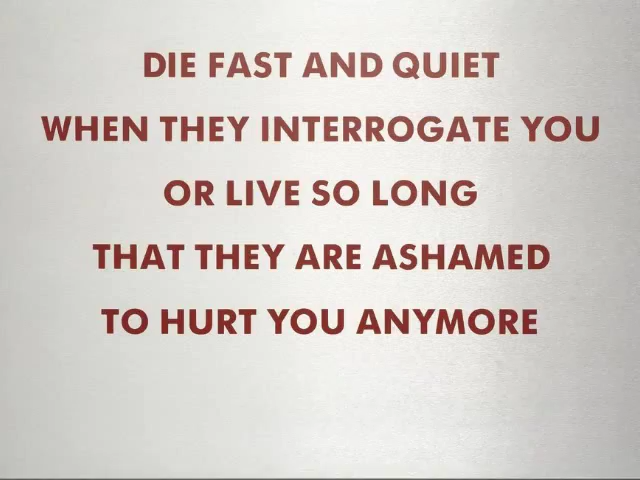 DIE FAST AND QUIET
WHEN THEY INTERROGATE YOU
OR LIVE SO LONG
THAT THEY ARE ASHAMED
TO HURT YOU ANYMORE